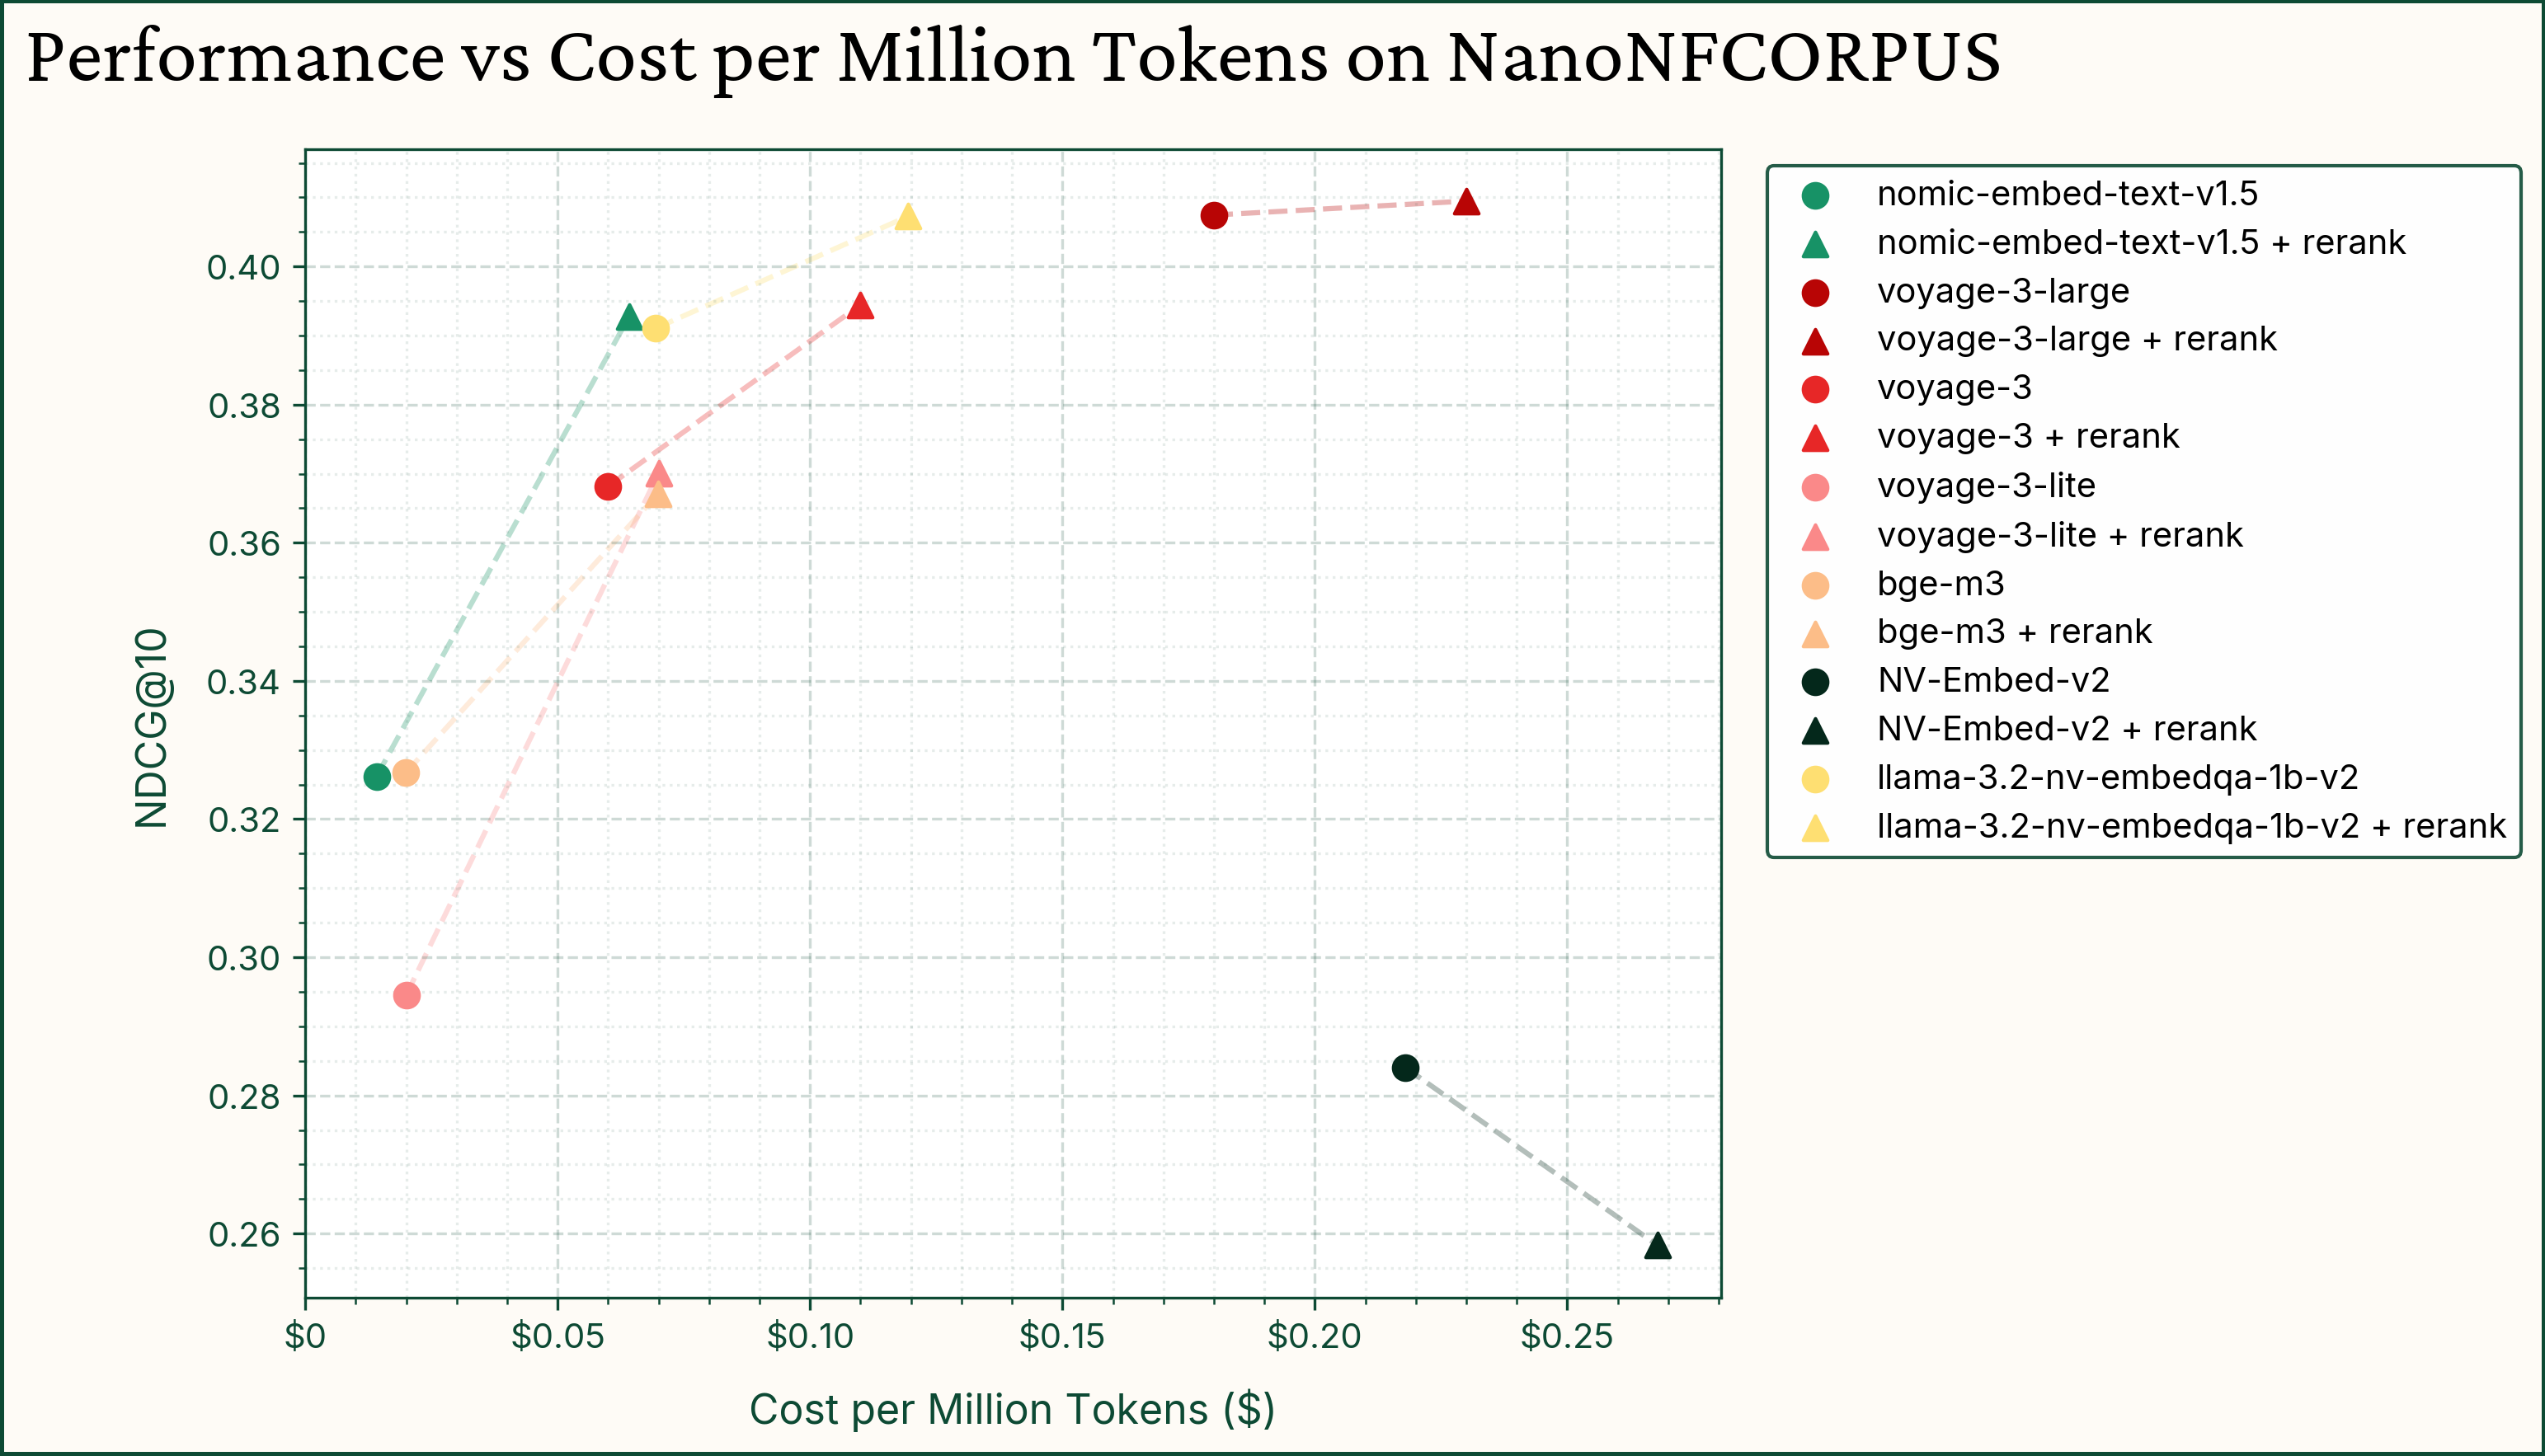 Performance vs Cost per Million Tokens on NanoNFCORPUS
nomic-embed-text-v1.5
nomic-embed-text-v1.5 + rerank
voyage-3-large
voyage-3-large + rerank
voyage-3
voyage-3 + rerank
voyage-3-lite
voyage-3-lite + rerank
bge-m3
bge-m3 + rerank
NV-Embed-v2
NV-Embed-v2 + rerank
llama-3.2-nv-embedqa-1b-v2
llama-3.2-nv-embedqa-1b-v2 + rerank
NDCG@10
0.40
0.38
0.36
0.34
0.32
0.30
0.28
0.26
$0 $0.05 $0.10 $0.15 $0.20 $0.25
Cost per Million Tokens ($)